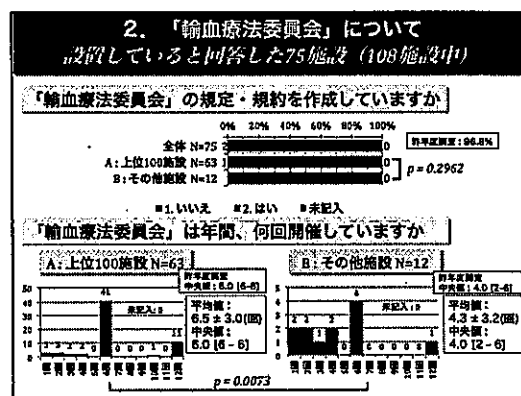 2. 「輸血療法委員会」について
設置していると回答した75施設（108施設中）
「輸血療法委員会」の規定・規約を作成していますか
0% 20% 40% 60% 80% 100%
全体 N=75 2 0
A:上位100施設 N=63 1 0
B:その他施設 N=12 0
昨年度調査：96.8%
p = 0.2962
■1.いいえ ■2.はい ■未記入
「輸血療法委員会」は年間、何回開催していますか
A:上位100施設 N=63
昨年度調査
中央値：6.0 [6-6]
50
40
30
20
10
0
41
未記入：0
11
平均値：
6.5 ± 3.0(回)
中央値：
6.0 [6 - 6]
B:その他施設 N=12
昨年度調査
中央値：4.0 [2-6]
平均値：
4.3 ± 3.2(回)
中央値：
4.0 [2 - 6]
p = 0.0073